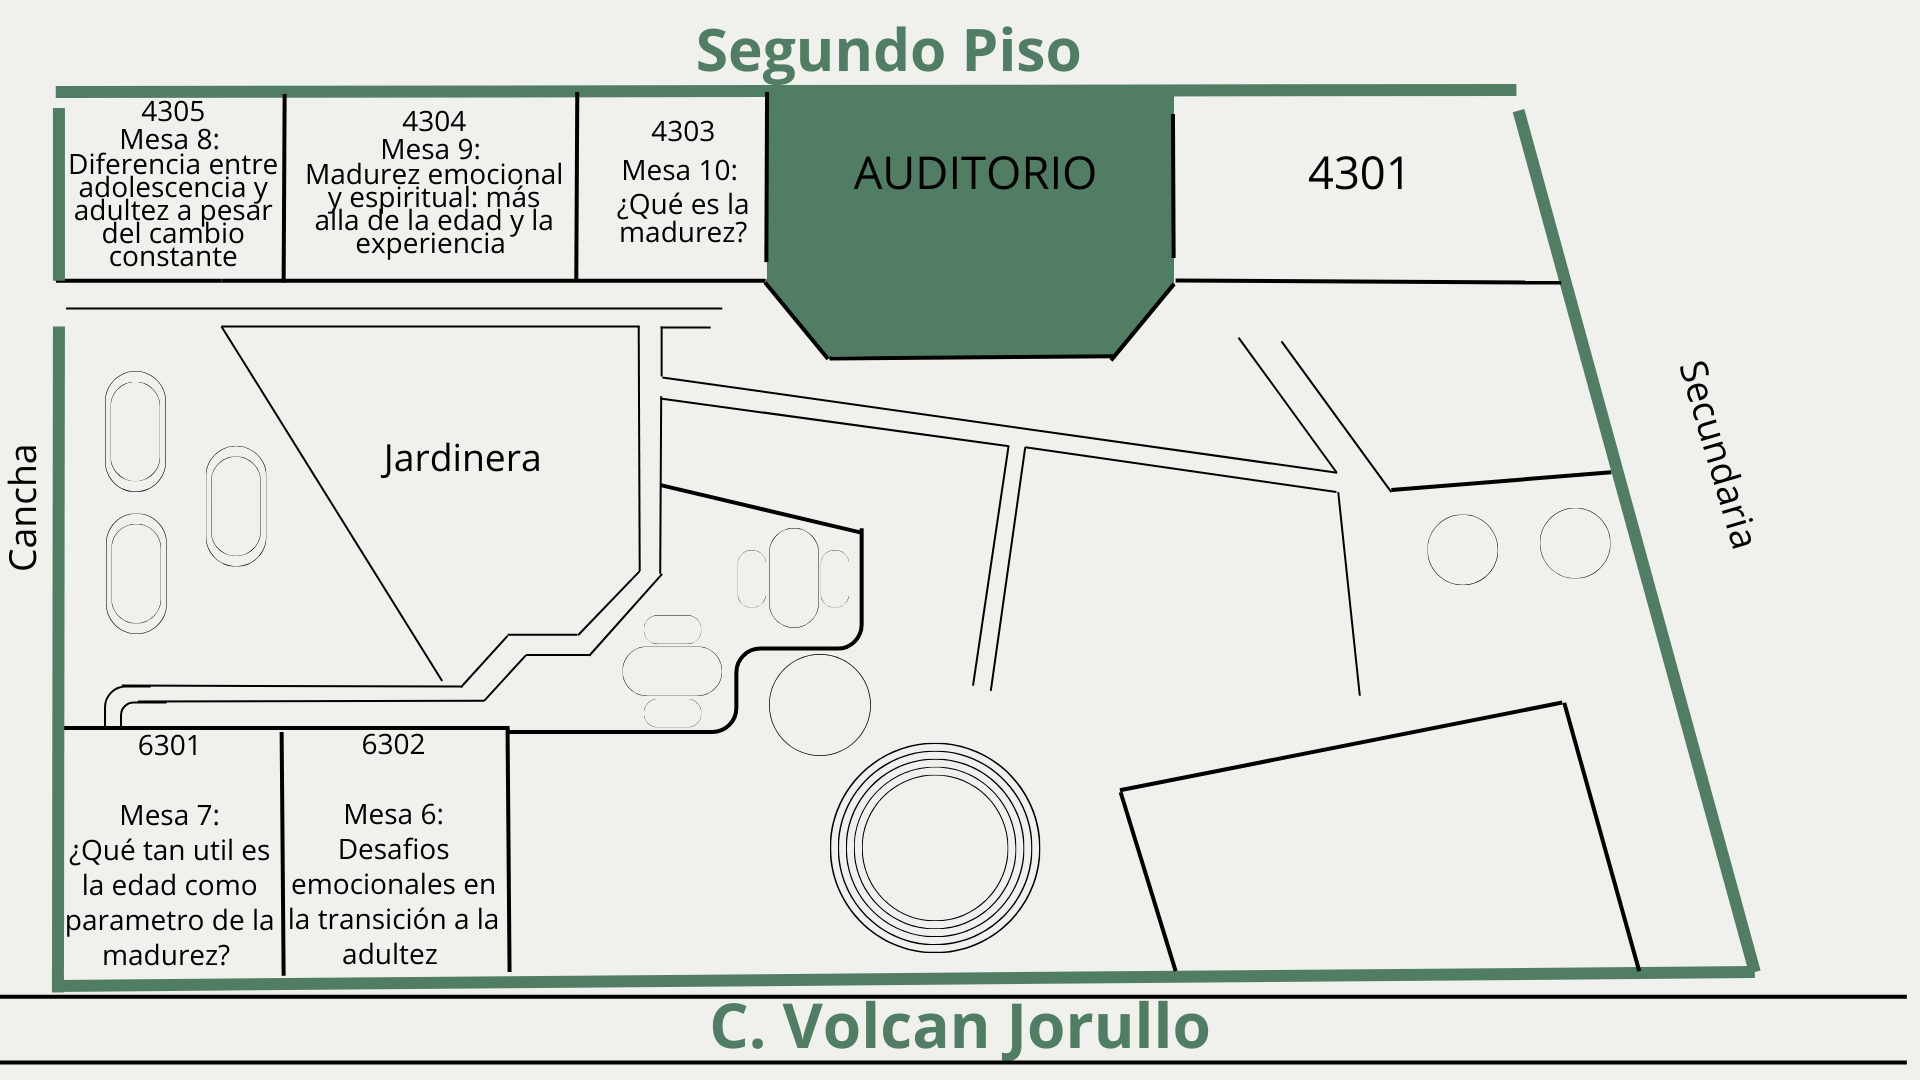 Segundo Piso
4305
Mesa 8:
Diferencia entre
adolescencia y
adultez a pesar
del cambio
constante
4304
Mesa 9:
Madurez emocional
y espiritual: más
alla de la edad y la
experiencia
4303
Mesa 10:
¿Qué es la
madurez?
AUDITORIO
4301
Cancha
Jardinera
Secundaria
6301
Mesa 7:
¿Qué tan util es
la edad como
parametro de la
madurez?
6302
Mesa 6:
Desafios
emocionales en
la transición a la
adultez
C. Volcan Jorullo